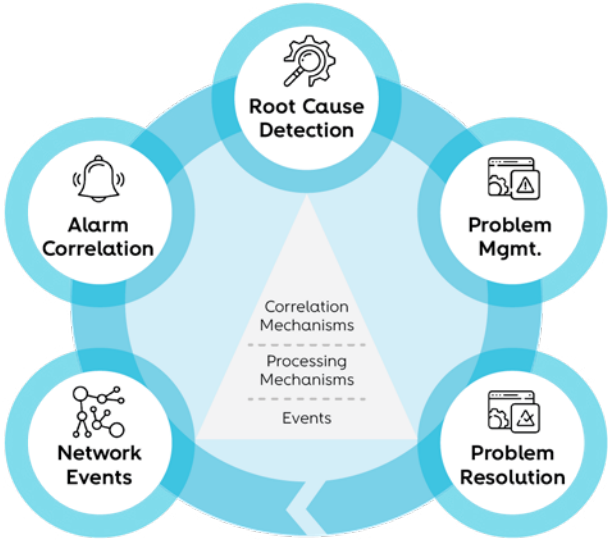 Root Cause
Detection
Alarm
Correlation
Problem
Mgmt.
Correlation
Mechanisms
Processing
Mechanisms
Events
Network
Events
Problem
Resolution